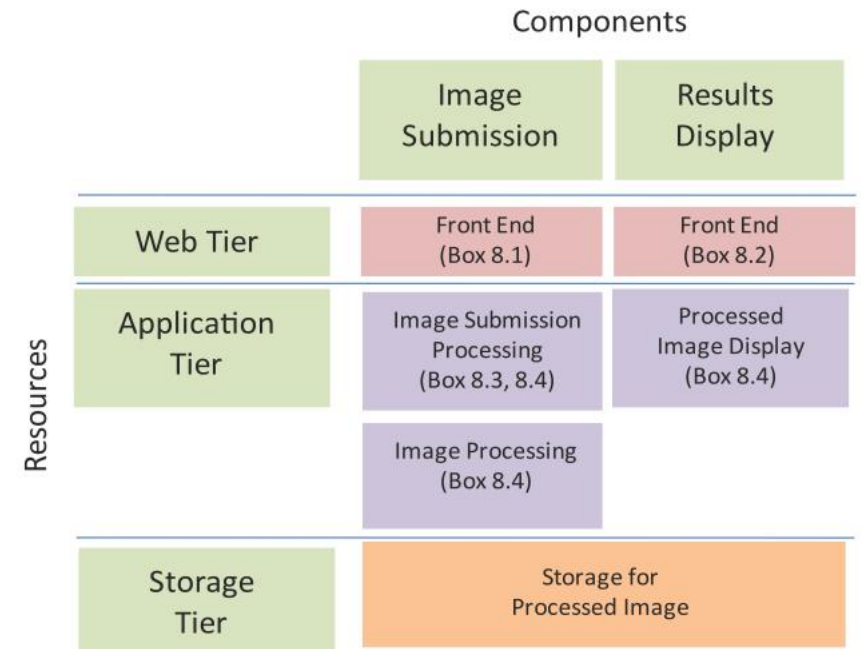 Components
Image
Submission
Results
Display
Resources
Web Tier
Front End
(Box 8.1)
Front End
(Box 8.2)
Application
Tier
Image Submission
Processing
(Box 8.3, 8.4)
Processed
Image Display
(Box 8.4)
Image Processing
(Box 8.4)
Storage
Tier
Storage for
Processed Image